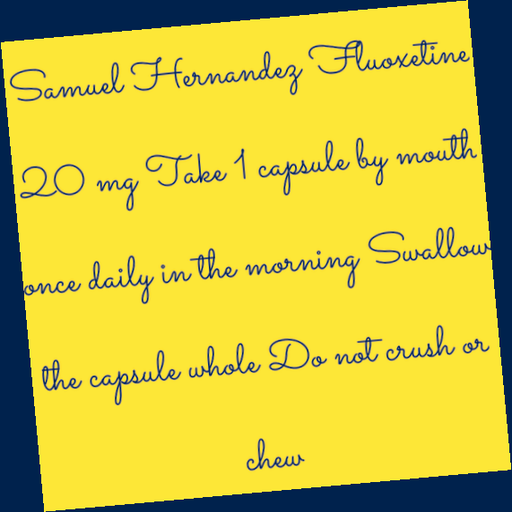 Samuel Hernandez Fluoxetine
20 mg Take 1 capsule by mouth
once daily in the morning Swallow
the capsule whole Do not crush or
chew